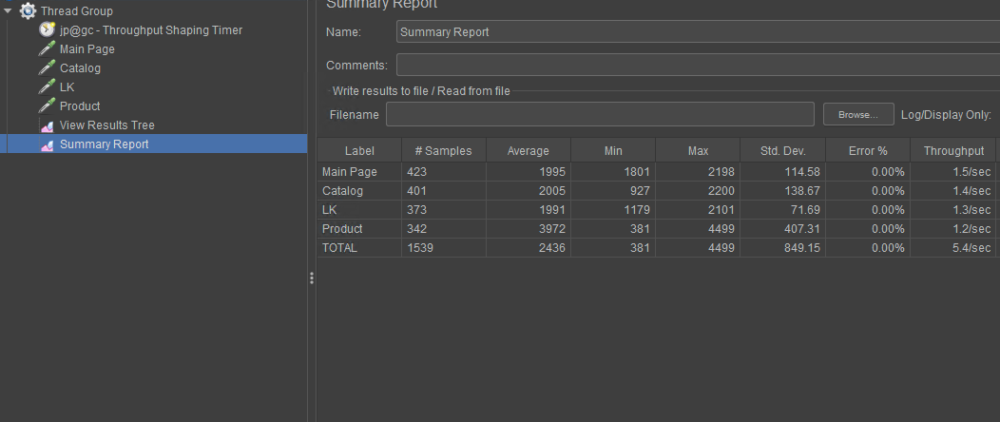 Thread Group
jp@gc - Throughput Shaping Timer
Main Page
Catalog
LK
Product
View Results Tree
Summary Report
Summary Report
Name: Summary Report
Comments:
Write results to file / Read from file
Filename Browse... Log/Display Only:
Label # Samples Average Min Max Std. Dev. Error % Throughput
Main Page 423 1995 1801 2198 114.58 0.00% 1.5/sec
Catalog 401 2005 927 2200 138.67 0.00% 1.4/sec
LK 373 1991 1179 2101 71.69 0.00% 1.3/sec
Product 342 3972 381 4499 407.31 0.00% 1.2/sec
TOTAL 1539 2436 381 4499 849.15 0.00% 5.4/sec